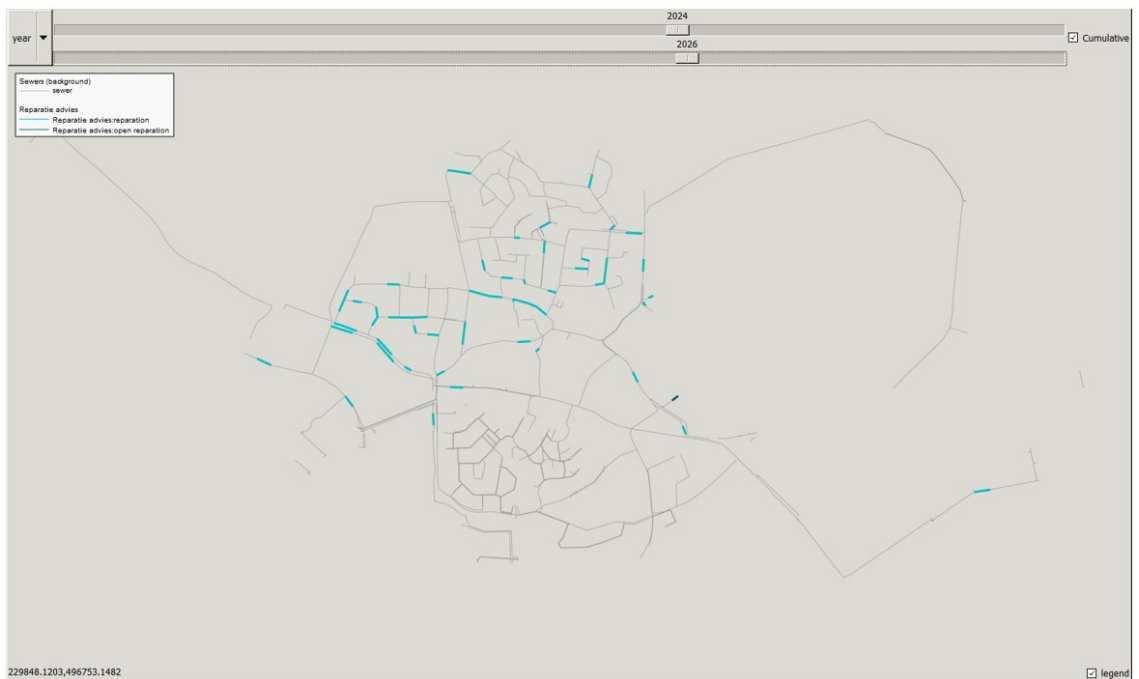 2024
year
Cumulative
2026
Sewers (background)
sewer
Reparatie advies
Reparatie advies:reparation
Reparatie advies:open reparation
229848.1203,496753.1482
legend